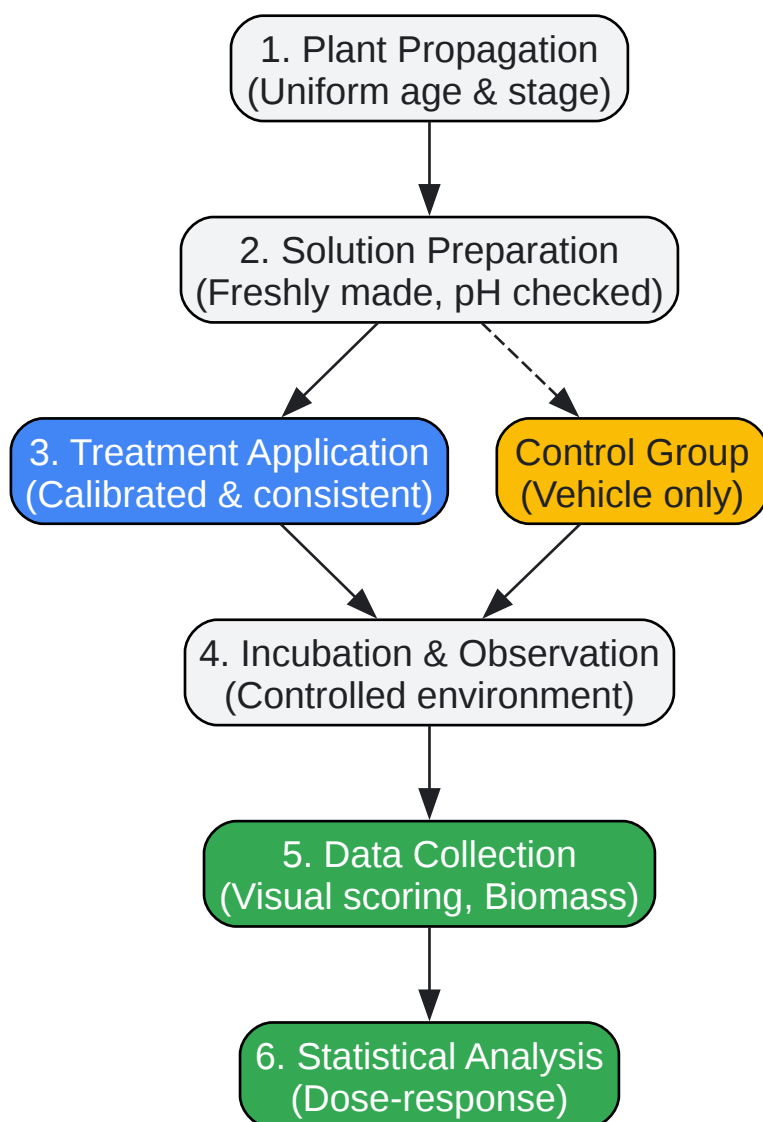 1. Plant Propagation
(Uniform age & stage)
2. Solution Preparation
(Freshly made, pH checked)
3. Treatment Application
(Calibrated & consistent)
Control Group
(Vehicle only)
4. Incubation & Observation
(Controlled environment)
5. Data Collection
(Visual scoring, Biomass)
6. Statistical Analysis
(Dose-response)